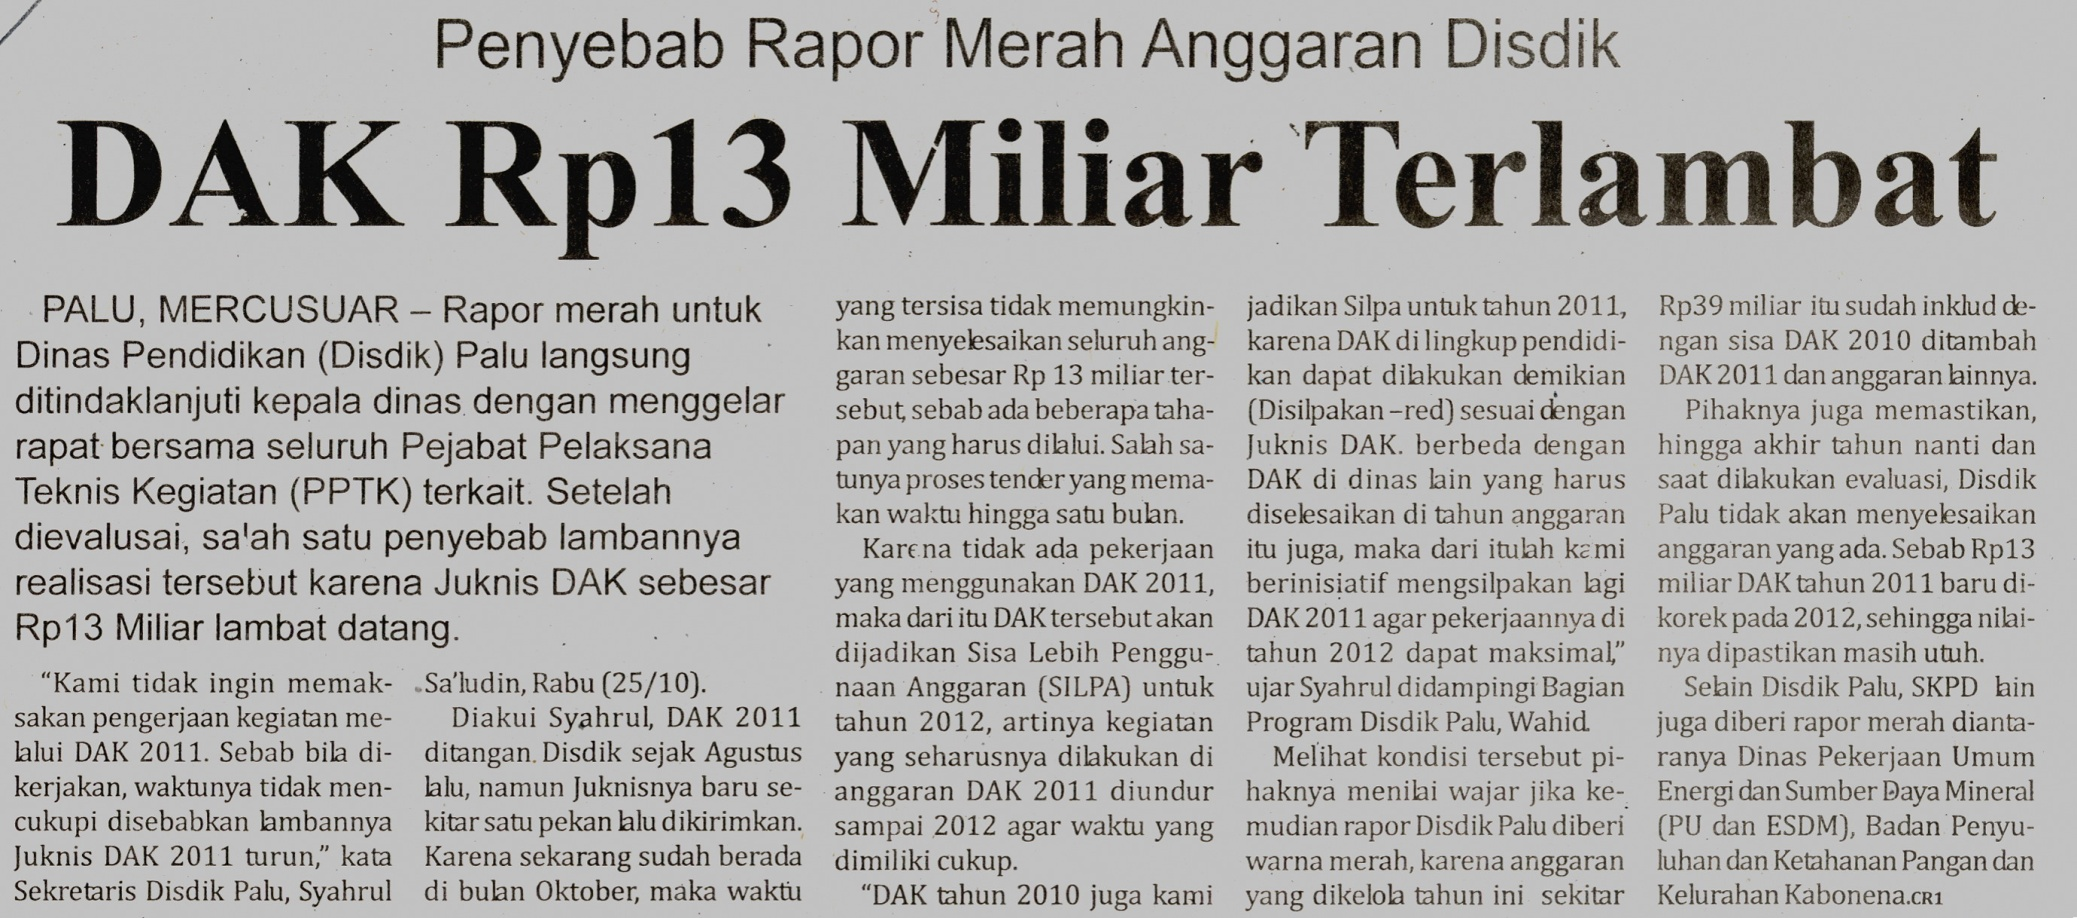 Penyebab Rapor Merah Anggaran Disdik
DAK Rp13 Miliar Terlambat
PALU, MERCUSUAR – Rapor merah untuk
Dinas Pendidikan (Disdik) Palu langsung
ditindaklanjuti kepala dinas dengan menggelar
rapat bersama seluruh Pejabat Pelaksana
Teknis Kegiatan (PPTK) terkait. Setelah
dievalusai, sa'ah satu penyebab lambannya
realisasi tersebut karena Juknis DAK sebesar
Rp13 Miliar lambat datang.
“Kami tidak ingin memak-
sakan pengerjaan kegiatan me-
lalui DAK 2011. Sebab bila di-
kerjakan, waktunya tidak men-
cukupi disebabkan lambannya
Juknis DAK 2011 turun,” kata
Sekretaris Disdik Palu, Syahrul
Sa’ludin, Rabu (25/10).
Diakui Syahrul, DAK 2011
ditangan Disdik sejak Agustus
lalu, namun Juknisnya baru se-
kitar satu pekan lalu dikirimkan.
Karena sekarang sudah berada
di bulan Oktober, maka waktu
yang tersisa tidak memungkin-
kan menyelesaikan seluruh ang-
garan sebesar Rp 13 miliar ter-
sebut, sebab ada beberapa taha-
pan yang harus dilalui. Salah sa-
tunya proses tender yang mema-
kan waktu hingga satu bulan.
Karena tidak ada pekerjaan
yang menggunakan DAK 2011,
maka dari itu DAK tersebut akan
dijadikan Sisa Lebih Penggu-
naan Anggaran (SILPA) untuk
tahun 2012, artinya kegiatan
yang seharusnya dilakukan di
anggaran DAK 2011 diundur
sampai 2012 agar waktu yang
dimiliki cukup.
“DAK tahun 2010 juga kami
jadikan Silpa untuk tahun 2011,
karena DAK di lingkup pendidi-
kan dapat dilakukan demikian
(Disilpakan –red) sesuai dengan
Juknis DAK. berbeda dengan
DAK di dinas lain yang harus
diselesaikan di tahun anggaran
itu juga, maka dari itulah kami
berinisiatif mengsilpakan lagi
DAK 2011 agar pekerjaannya di
tahun 2012 dapat maksimal,”
ujar Syahrul didampingi Bagian
Program Disdik Palu, Wahid.
Melihat kondisi tersebut pi-
haknya menilai wajar jika ke-
mudian rapor Disdik Palu diberi
warna merah, karena anggaran
yang dikelola tahun ini sekitar
Rp39 miliar itu sudah inklud de-
ngan sisa DAK 2010 ditambah
DAK 2011 dan anggaran lainnya.
Pihaknya juga memastikan,
hingga akhir tahun nanti dan
saat dilakukan evaluasi, Disdik
Palu tidak akan menyelesaikan
anggaran yang ada. Sebab Rp13
miliar DAK tahun 2011 baru di-
korek pada 2012, sehingga nilai-
nya dipastikan masih utuh.
Selain Disdik Palu, SKPD lain
juga diberi rapor merah dianta-
ranya Dinas Pekerjaan Umum
Energi dan Sumber Daya Mineral
(PU dan ESDM), Badan Penyu-
luhan dan Ketahanan Pangan dan
Kelurahan Kabonena.CR1